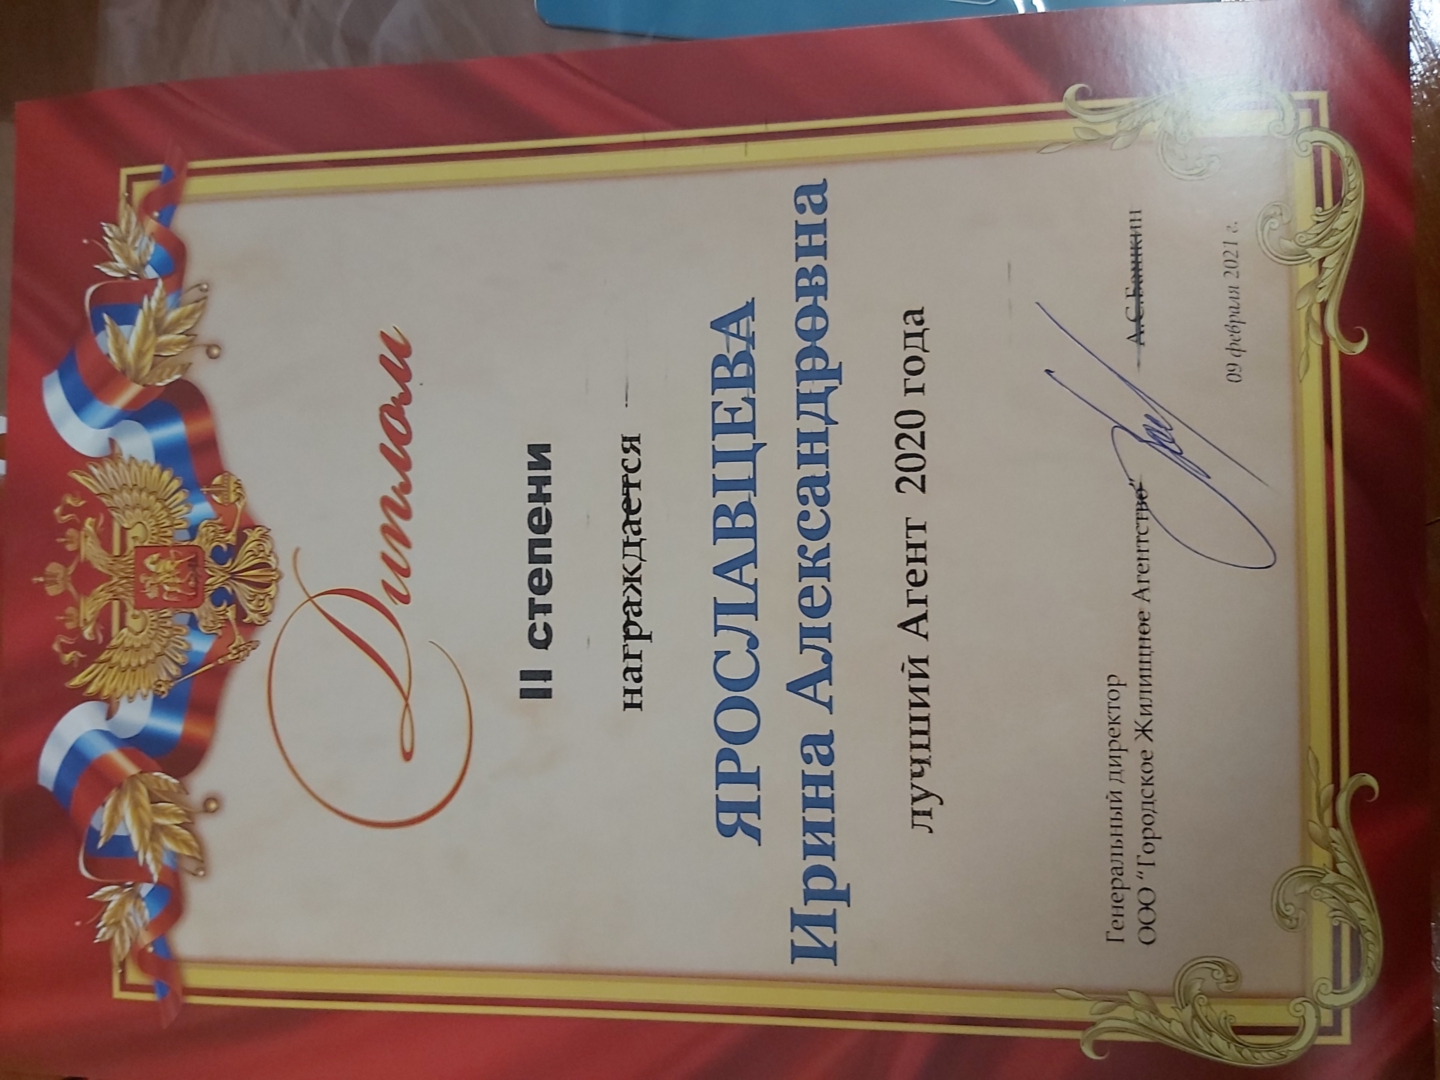 Диплом
II степени
награждается
ЯРОСЛАВЦЕВА
Ирина Александровна
лучший Агент 2020 года
Генеральный директор
ООО "Городское Жилищное Агентство" А.С.Банкин
09 февраля 2021 г.